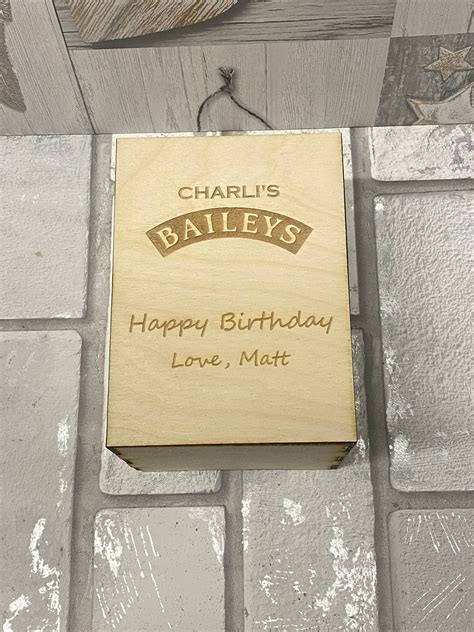 CHARLI'S
BAILEYS
Happy Birthday
Love, Matt